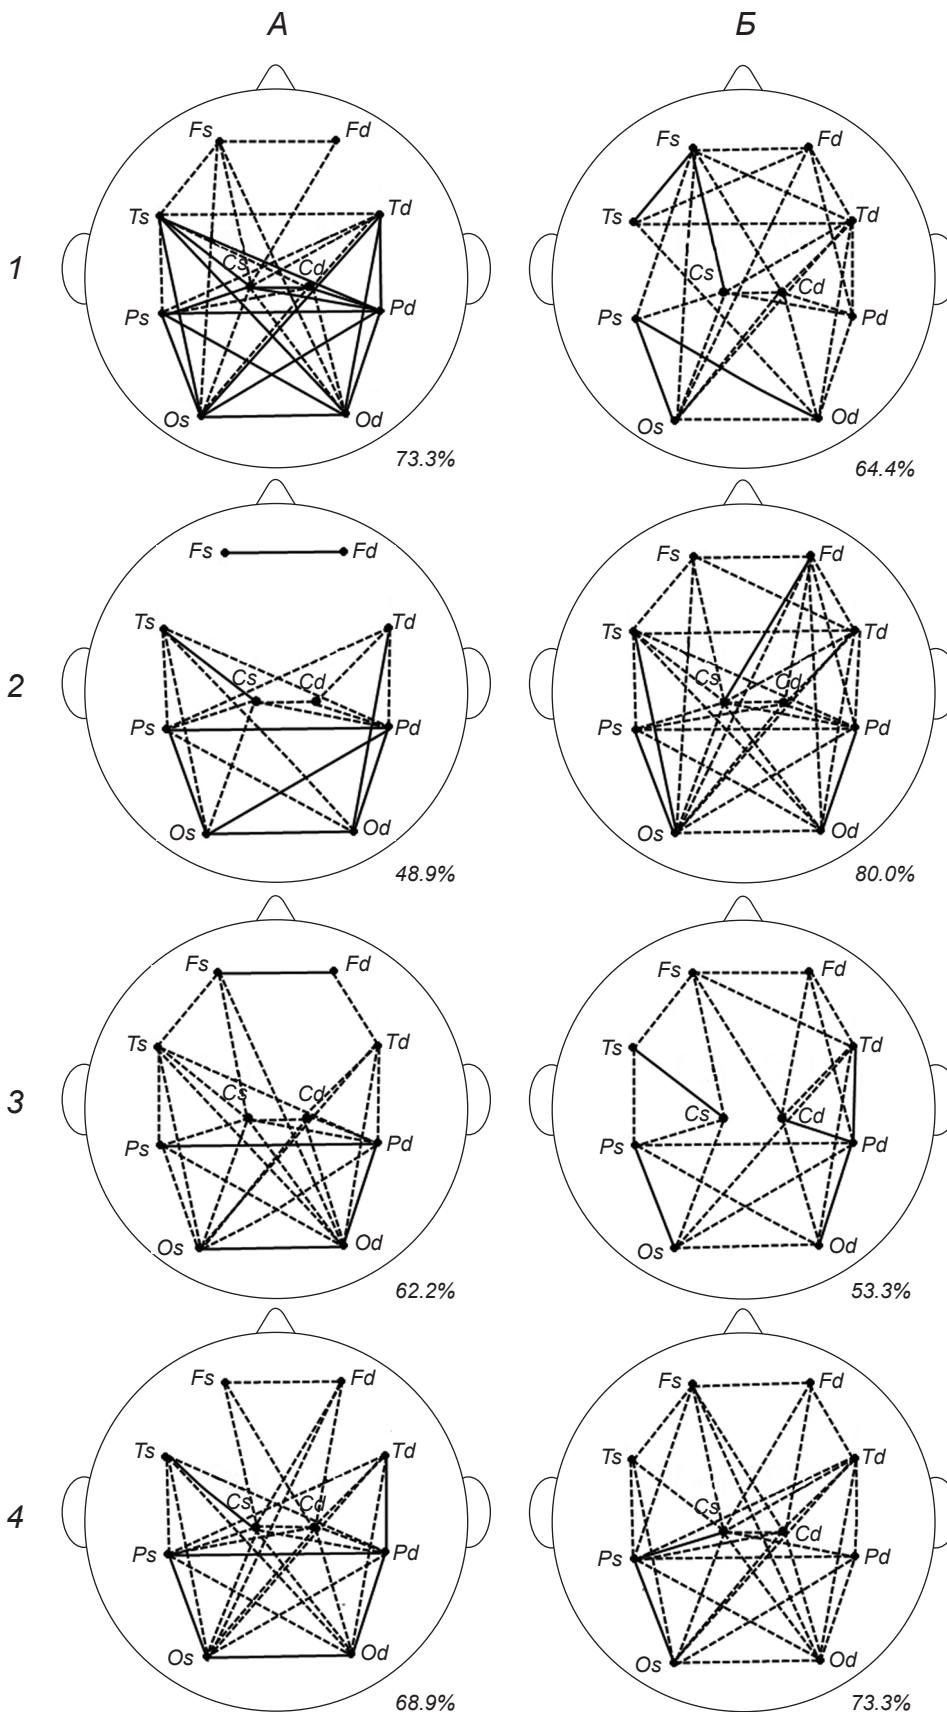 А Б
1
Fs Fd
Ts Td
Cs Cd
Ps Pd
Os Od
73.3%
Fs Fd
Ts Td
Cs Cd
Ps Pd
Os Od
64.4%
2
Fs Fd
Ts Td
Cs Cd
Ps Pd
Os Od
48.9%
Fs Fd
Ts Td
Cs Cd
Ps Pd
Os Od
80.0%
3
Fs Fd
Ts Td
Cs Cd
Ps Pd
Os Od
62.2%
Fs Fd
Ts Td
Cs Cd
Ps Pd
Os Od
53.3%
4
Fs Fd
Ts Td
Cs Cd
Ps Pd
Os Od
68.9%
Fs Fd
Ts Td
Cs Cd
Ps Pd
Os Od
73.3%